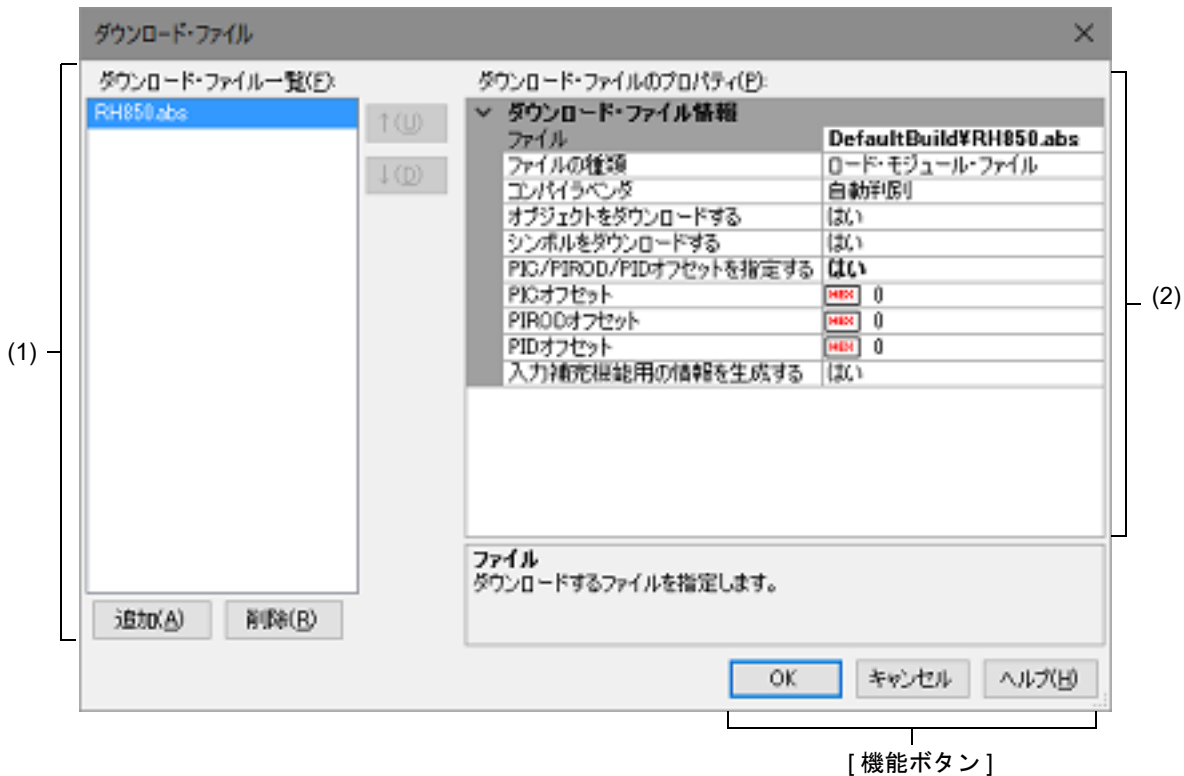 ダウンロード・ファイル
ダウンロード・ファイル一覧(F):
RH850.abs
↑(U)
↓(D)
追加(A)
削除(R)
ダウンロード・ファイルのプロパティ(P):
ダウンロード・ファイル情報
ファイル DefaultBuild¥RH850.abs
ファイルの種類 ロード・モジュール・ファイル
コンパイラベンダ 自動判別
オブジェクトをダウンロードする はい
シンボルをダウンロードする はい
PIC/PIROD/PIDオフセットを指定する はい
PICオフセット HEX 0
PIRODオフセット HEX 0
PIDオフセット HEX 0
入力補完機能用の情報を生成する はい
ファイル
ダウンロードするファイルを指定します。
OK キャンセル ヘルプ(H)
(1)
(2)
[ 機能ボタン ]